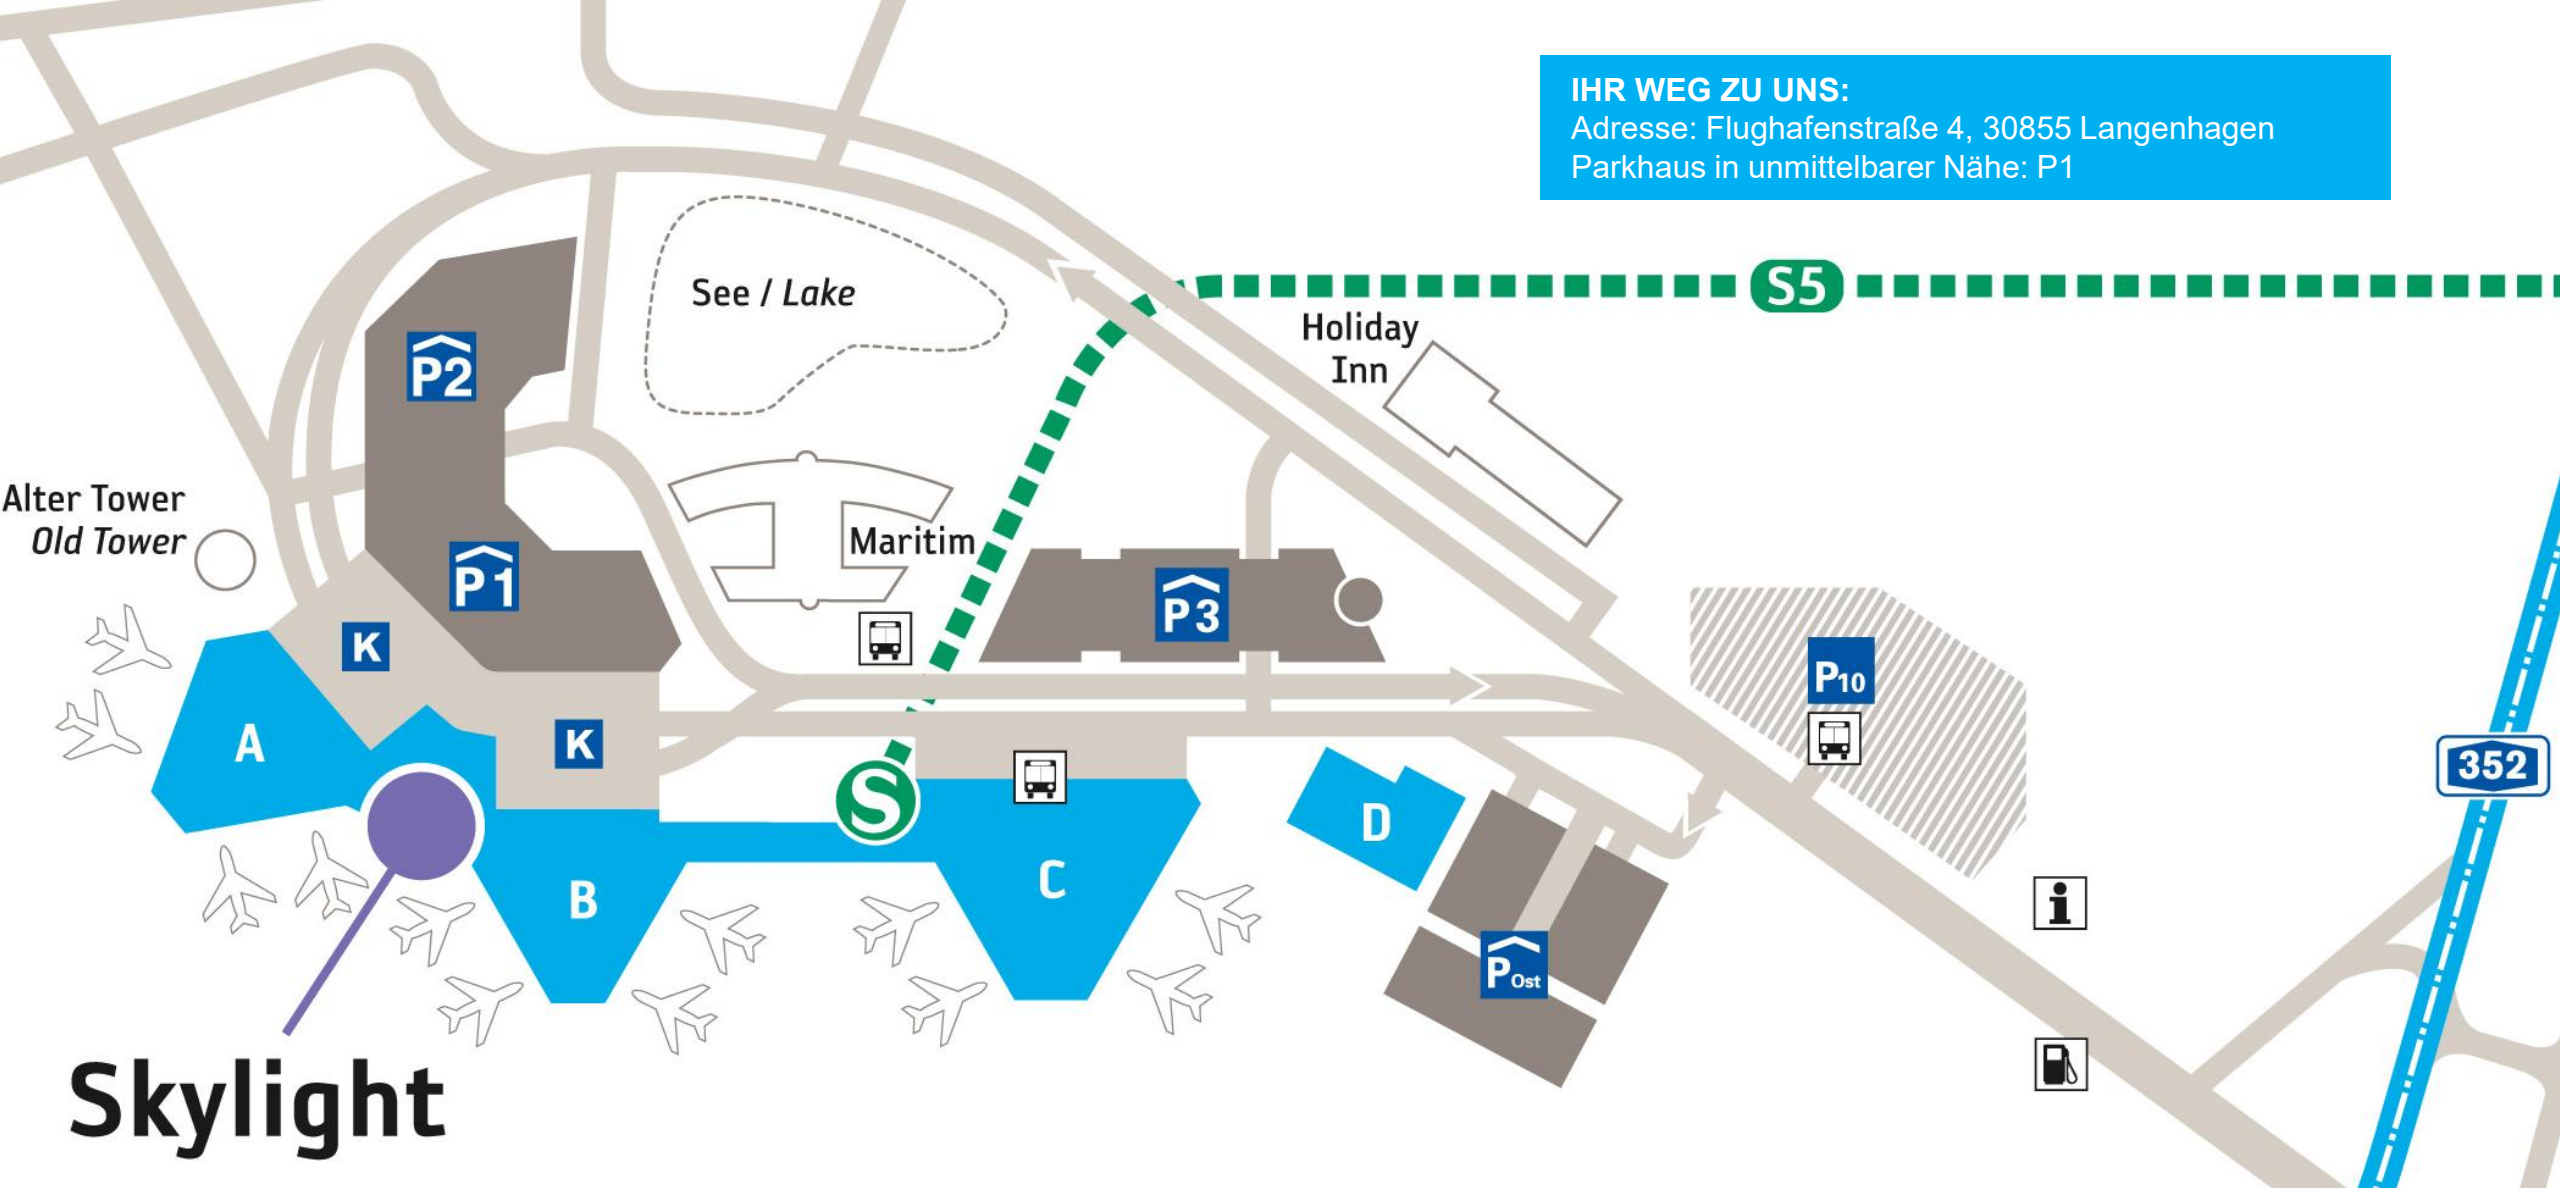 IHR WEG ZU UNS:
Adresse: Flughafenstraße 4, 30855 Langenhagen
Parkhaus in unmittelbarer Nähe: P1
S5
See / Lake
Holiday
Inn
P2
Alter Tower
Old Tower
Maritim
P1
P3
K
P10
A
K
352
S
D
C
B
i
POst
Skylight